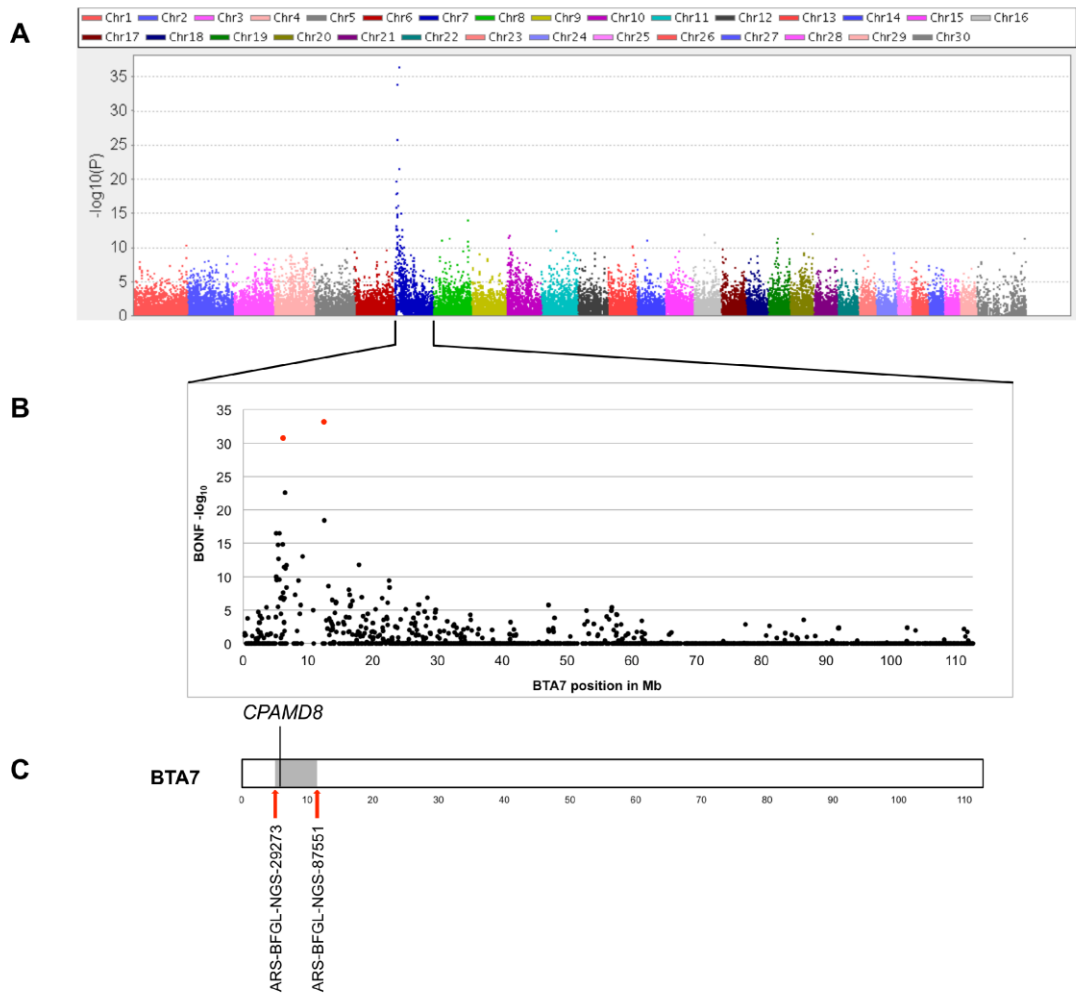 A
Chr1 Chr2 Chr3 Chr4 Chr5 Chr6 Chr7 Chr8 Chr9 Chr10 Chr11 Chr12 Chr13 Chr14 Chr15 Chr16
Chr17 Chr18 Chr19 Chr20 Chr21 Chr22 Chr23 Chr24 Chr25 Chr26 Chr27 Chr28 Chr29 Chr30
-log10(P)
35
30
25
20
15
10
5
0
B
BONF -log10
35
30
25
20
15
10
5
0
0 10 20 30 40 50 60 70 80 90 100 110
BTA7 position in Mb
CPAMD8
C
BTA7
0 10 20 30 40 50 60 70 80 90 100 110
ARS-BFGL-NGS-29273
ARS-BFGL-NGS-87551